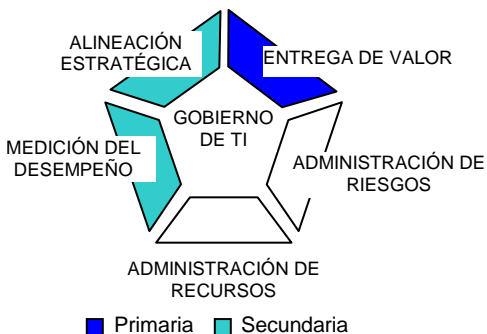 ALINEACIÓN
ESTRATÉGICA
ENTREGA DE VALOR
GOBIERNO
DE TI
MEDICIÓN DEL
DESEMPEÑO
ADMINISTRACIÓN DE
RIESGOS
ADMINISTRACIÓN DE
RECURSOS
Primaria Secundaria